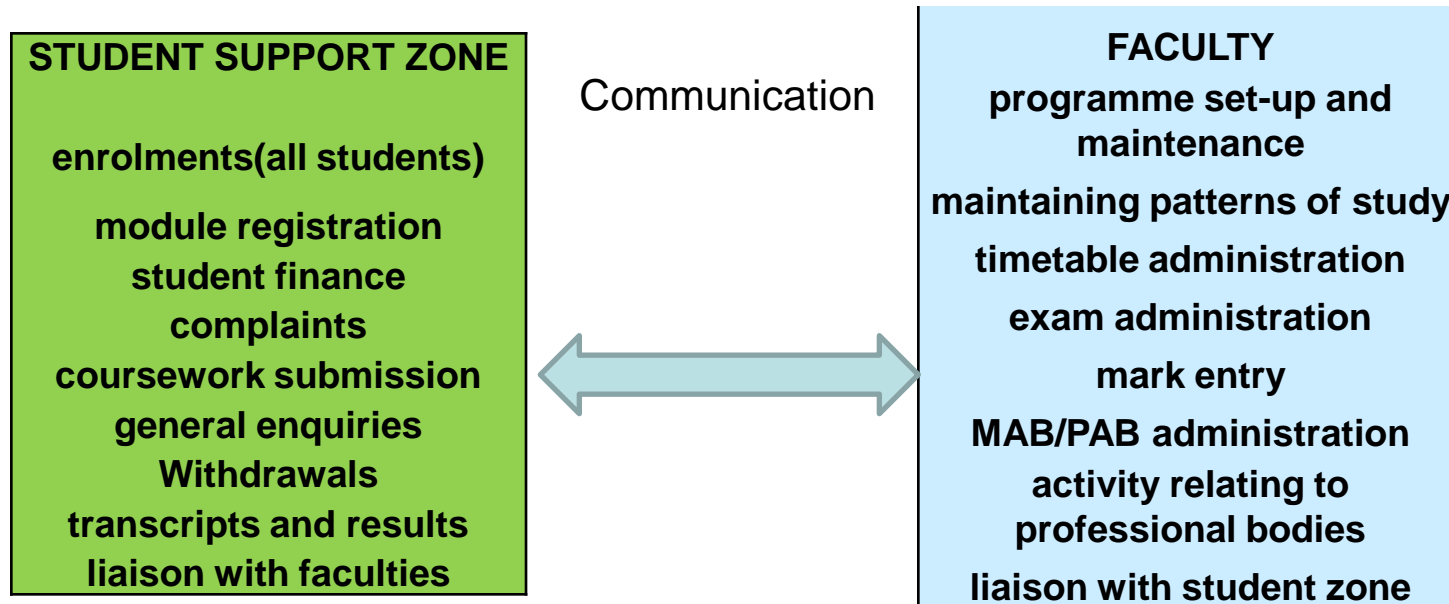 STUDENT SUPPORT ZONE
enrolments(all students)
module registration
student finance
complaints
coursework submission
general enquiries
Withdrawals
transcripts and results
liaison with faculties
Communication
FACULTY
programme set-up and
maintenance
maintaining patterns of study
timetable administration
exam administration
mark entry
MAB/PAB administration
activity relating to
professional bodies
liaison with student zone